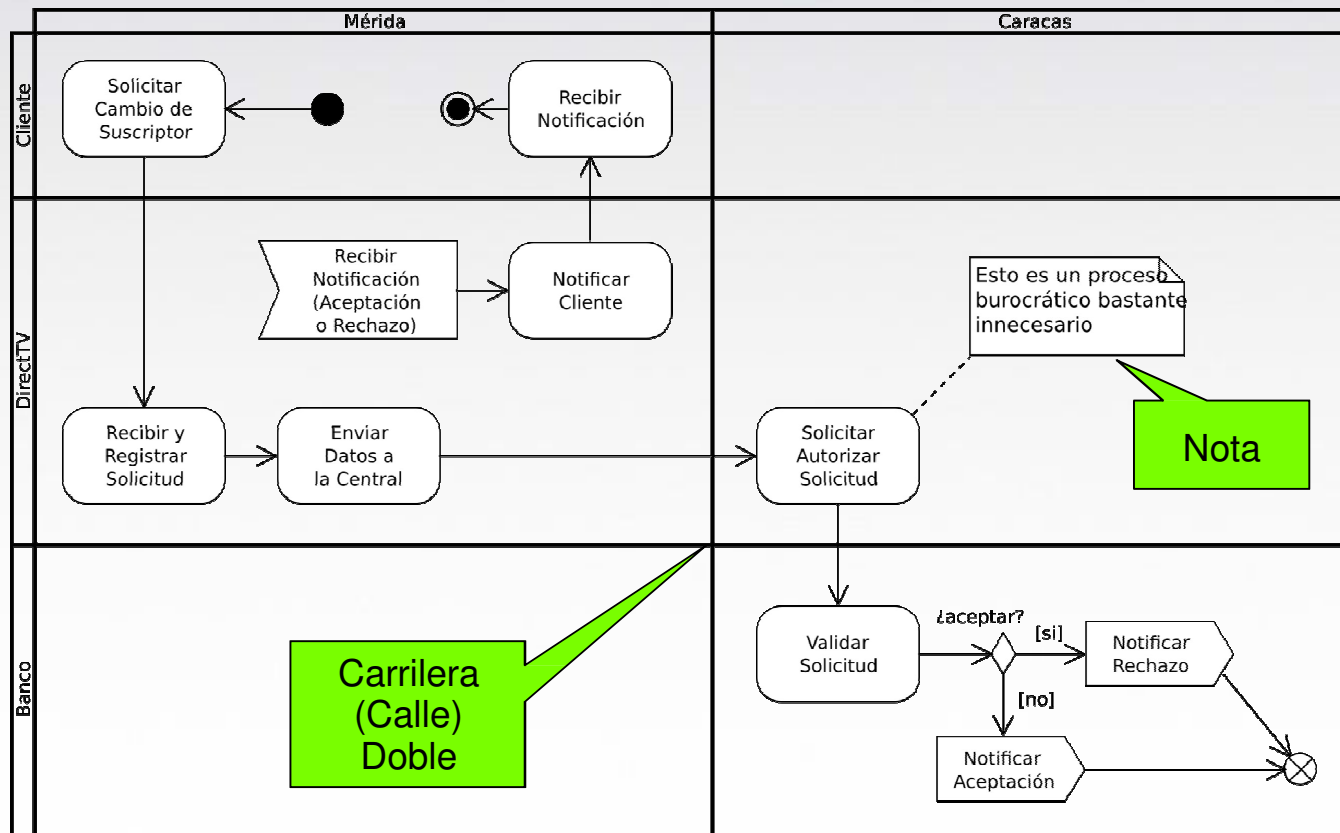 Mérida
Caracas
Cliente
Solicitar
Cambio de
Suscriptor
Recibir
Notificación
DirectTV
Recibir
Notificación
(Aceptación
o Rechazo)
Notificar
Cliente
Esto es un proceso
burocrático bastante
innecesario
Nota
Recibir y
Registrar
Solicitud
Enviar
Datos a
la Central
Solicitar
Autorizar
Solicitud
Banco
Carrilera
(Calle)
Doble
Validar
Solicitud
¿aceptar?
[si]
Notificar
Rechazo
[no]
Notificar
Aceptación